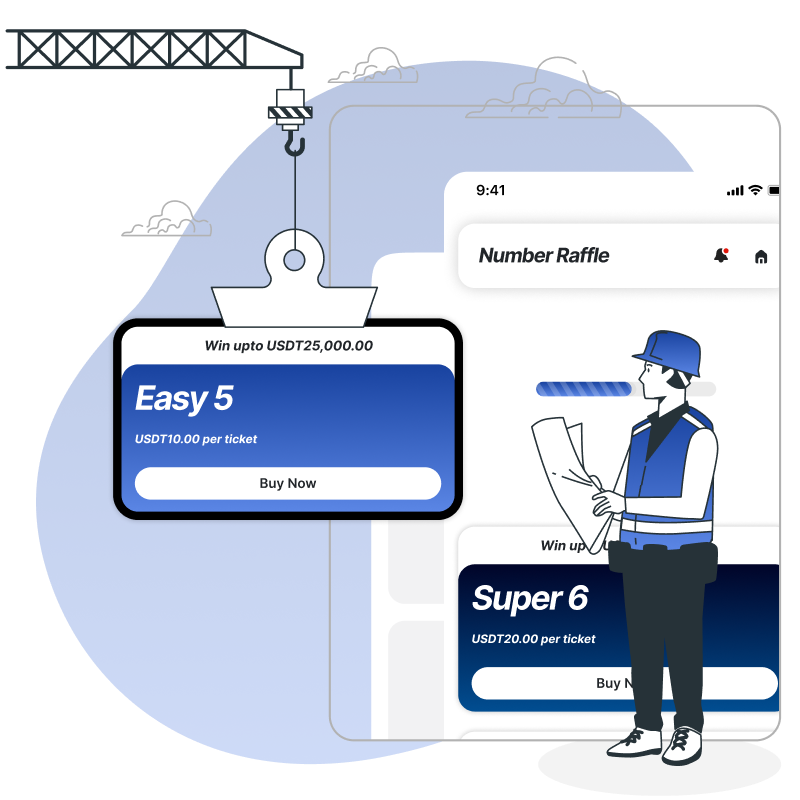 9:41
Number Raffle
Win upto USDT25,000.00
Easy 5
USDT10.00 per ticket
Buy Now
Win up
Super 6
USDT20.00 per ticket
Buy